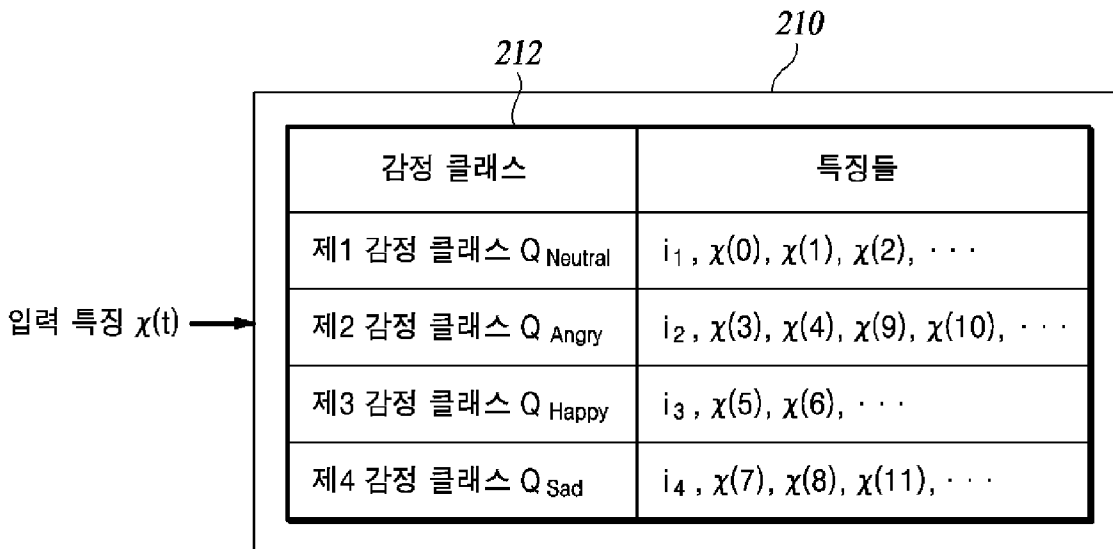 210
212
감정 클래스 특징들
제1 감정 클래스 Q Neutral i1 , χ(0), χ(1), χ(2), · · ·
입력 특징 χ(t)
제2 감정 클래스 Q Angry i2 , χ(3), χ(4), χ(9), χ(10), · · ·
제3 감정 클래스 Q Happy i3 , χ(5), χ(6), · · ·
제4 감정 클래스 Q Sad i4 , χ(7), χ(8), χ(11), · · ·